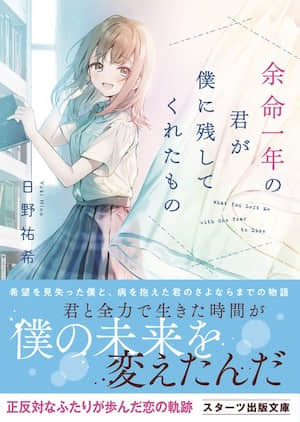 余命一年の
君が
僕に残して
くれたもの
What You Left Me
with One Year
to Live
日野祐希
Yuki Hino
希望を見失った僕と、病を抱えた君のさよならまでの物語
君と全力で生きた時間が
僕の未来を
変えたんだ
正反対なふたりが歩んだ恋の軌跡
スターツ出版文庫